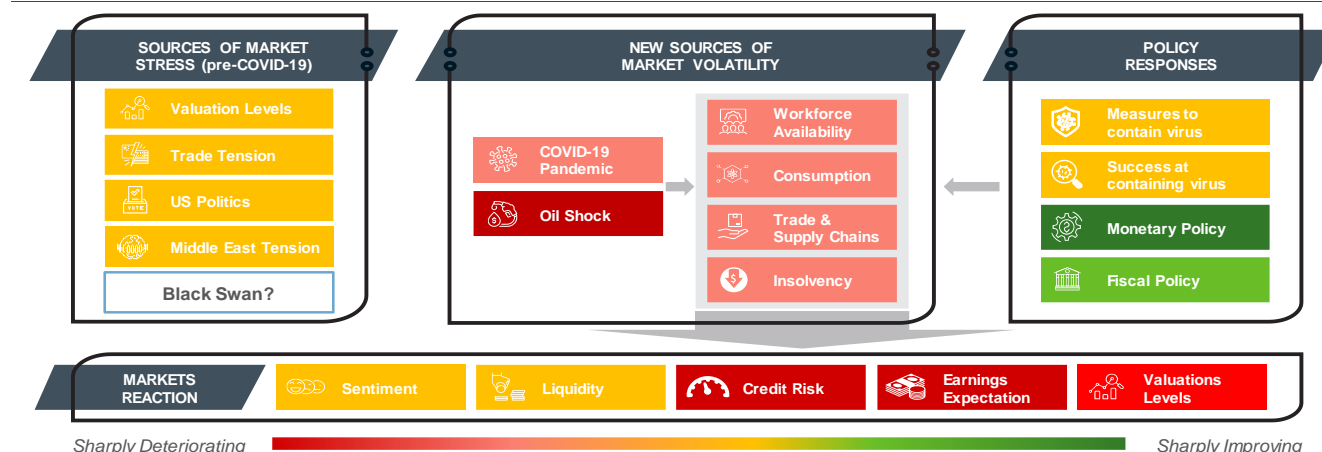 SOURCES OF MARKET
STRESS (pre-COVID-19)
Valuation Levels
Trade Tension
US Politics
VOTE
Middle East Tension
Black Swan?
NEW SOURCES OF
MARKET VOLATILITY
COVID-19
Pandemic
Oil Shock
Workforce
Availability
Consumption
Trade &
Supply Chains
Insolvency
POLICY
RESPONSES
Measures to
contain virus
Success at
containing virus
Monetary Policy
Fiscal Policy
MARKETS
REACTION
Sentiment
Liquidity
Credit Risk
Earnings
Expectation
Valuations
Levels
Sharply Deteriorating
Sharply Improving